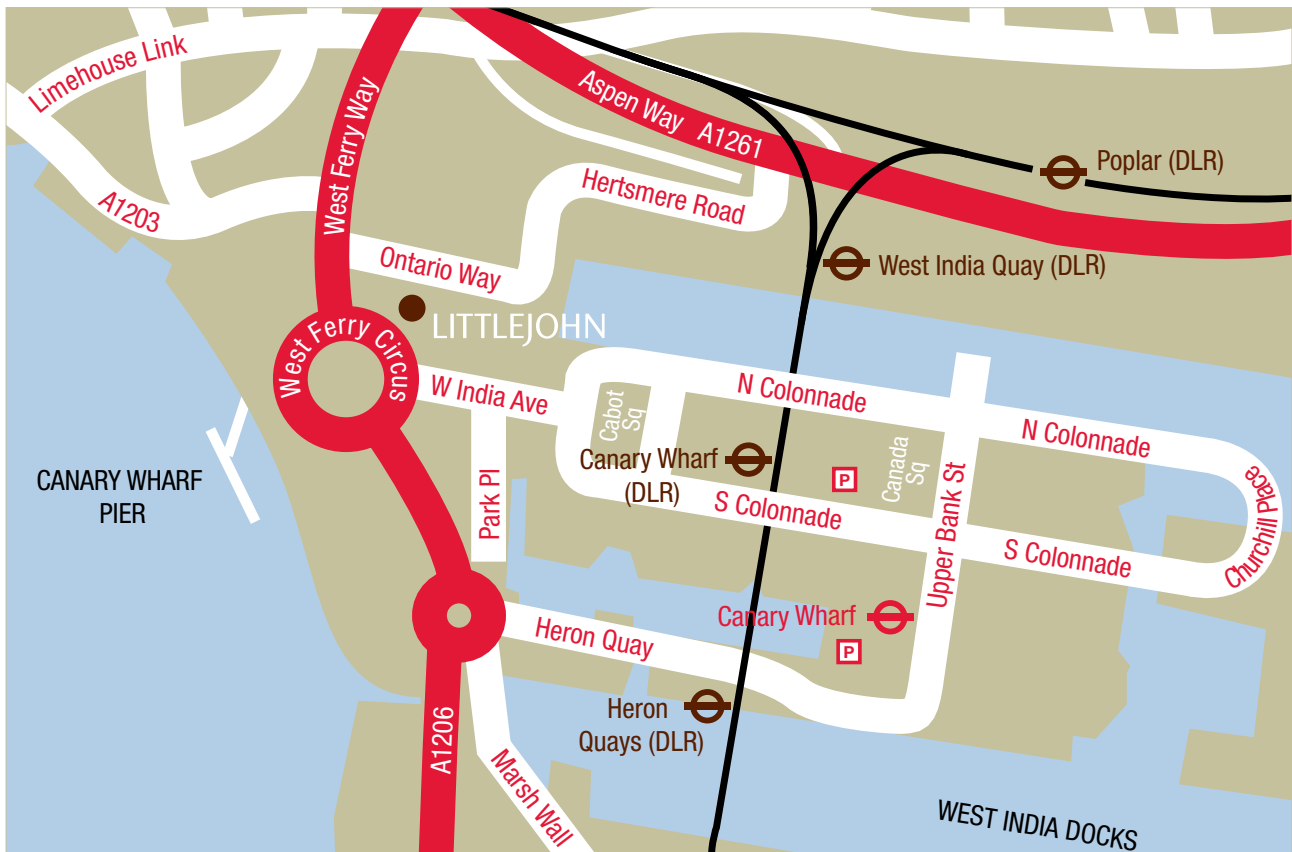 Limehouse Link
West Ferry Way
Aspen Way A1261
Poplar (DLR)
A1203
Hertsmere Road
Ontario Way
West India Quay (DLR)
LITTLEJOHN
West Ferry Circus
W India Ave
Cabot
Sq
N Colonnade
N Colonnade
Canary Wharf
(DLR)
P
Canada
Sq
CANARY WHARF
PIER
Park Pl
S Colonnade
Upper Bank St
S Colonnade
Churchill Place
Canary Wharf
P
Heron Quay
Heron
Quays (DLR)
A1206
Marsh Wall
WEST INDIA DOCKS